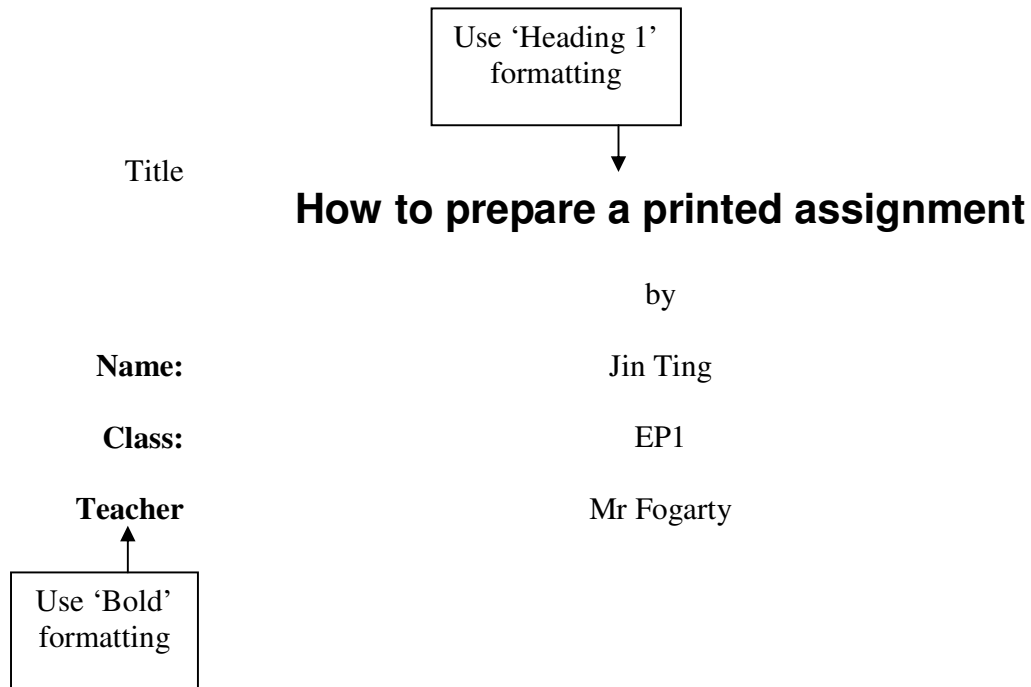 Use ‘Heading 1’
formatting
Title
How to prepare a printed assignment
by
Name: Jin Ting
Class: EP1
Teacher Mr Fogarty
Use ‘Bold’
formatting